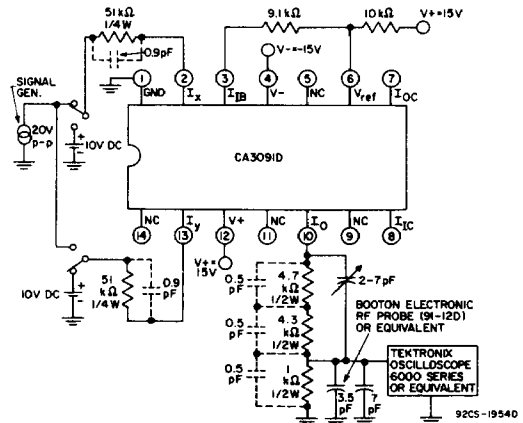 51 kΩ
1/4W
0.9pF
9.1kΩ
10kΩ
V+=15V
V-=-15V
1
2
3
4
5
6
7
GND
Ix
IIB
V-
NC
Vref
IOC
SIGNAL
GEN.
20V
p-p
10V DC
+
-
CA3091D
NC
Iy
V+
NC
IO
NC
IIC
14
13
12
11
10
9
8
V+=
15V
10V DC
+
-
51
kΩ
1/4W
0.9
pF
0.5
pF
4.7
kΩ
1/2W
2-7pF
0.5
pF
4.3
kΩ
1/2W
BOOTON ELECTRONIC
RF PROBE (91-12D)
OR EQUIVALENT
0.5
pF
1
kΩ
1/2W
3.5
pF
7
pF
TEKTRONIX
OSCILLOSCOPE
6000 SERIES
OR EQUIVALENT
92CS-19540